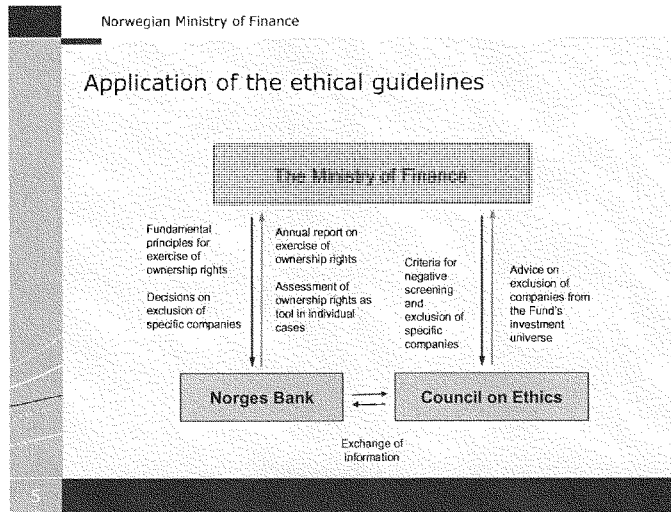 Norwegian Ministry of Finance
Application of the ethical guidelines
The Ministry of Finance
Fundamental
principles for
exercise of
ownership rights
Decisions on
exclusion of
specific companies
Annual report on
exercise of
ownership rights
Assessment of
ownership rights as
tool in individual
cases
Criteria for
negative
screening
and
exclusion of
specific
companies
Advice on
exclusion of
companies from
the Fund's
investment
universe
Norges Bank
Council on Ethics
Exchange of
information
5